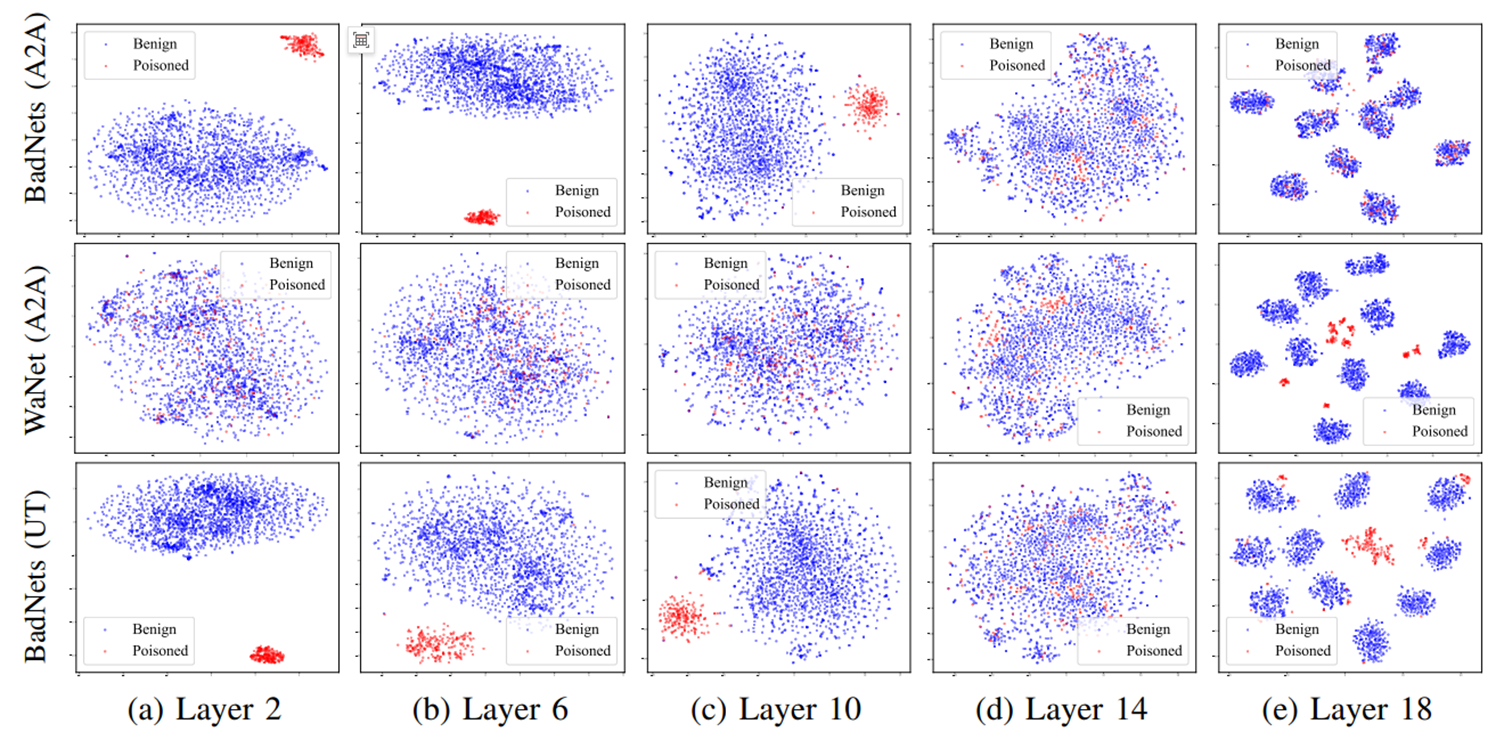 BadNets (A2A)
Benign
Poisoned
Benign
Poisoned
Benign
Poisoned
Benign
Poisoned
Benign
Poisoned
WaNet (A2A)
Benign
Poisoned
Benign
Poisoned
Benign
Poisoned
Benign
Poisoned
Benign
Poisoned
BadNets (UT)
Benign
Poisoned
Benign
Poisoned
Benign
Poisoned
Benign
Poisoned
Benign
Poisoned
(a) Layer 2
(b) Layer 6
(c) Layer 10
(d) Layer 14
(e) Layer 18